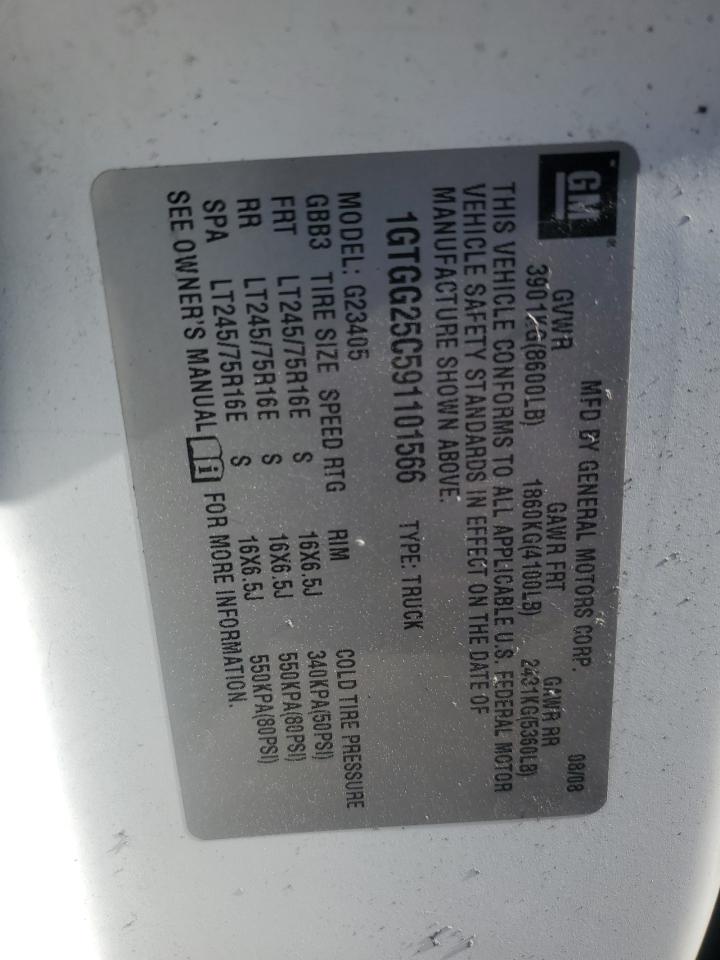 GM
MFD BY GENERAL MOTORS CORP. 08/08
GVWR GAWR FRT GAWR RR
3901KG(8600LB) 1860KG(4100LB) 2431KG(5360LB)
THIS VEHICLE CONFORMS TO ALL APPLICABLE U.S. FEDERAL MOTOR
VEHICLE SAFETY STANDARDS IN EFFECT ON THE DATE OF
MANUFACTURE SHOWN ABOVE.
1GTGG25C591101566 TYPE: TRUCK
MODEL: G23405
GBB3 TIRE SIZE SPEED RTG RIM COLD TIRE PRESSURE
FRT LT245/75R16E S 16X6.5J 340KPA(50PSI)
RR LT245/75R16E S 16X6.5J 550KPA(80PSI)
SPA LT245/75R16E S 16X6.5J 550KPA(80PSI)
SEE OWNER'S MANUAL FOR MORE INFORMATION.